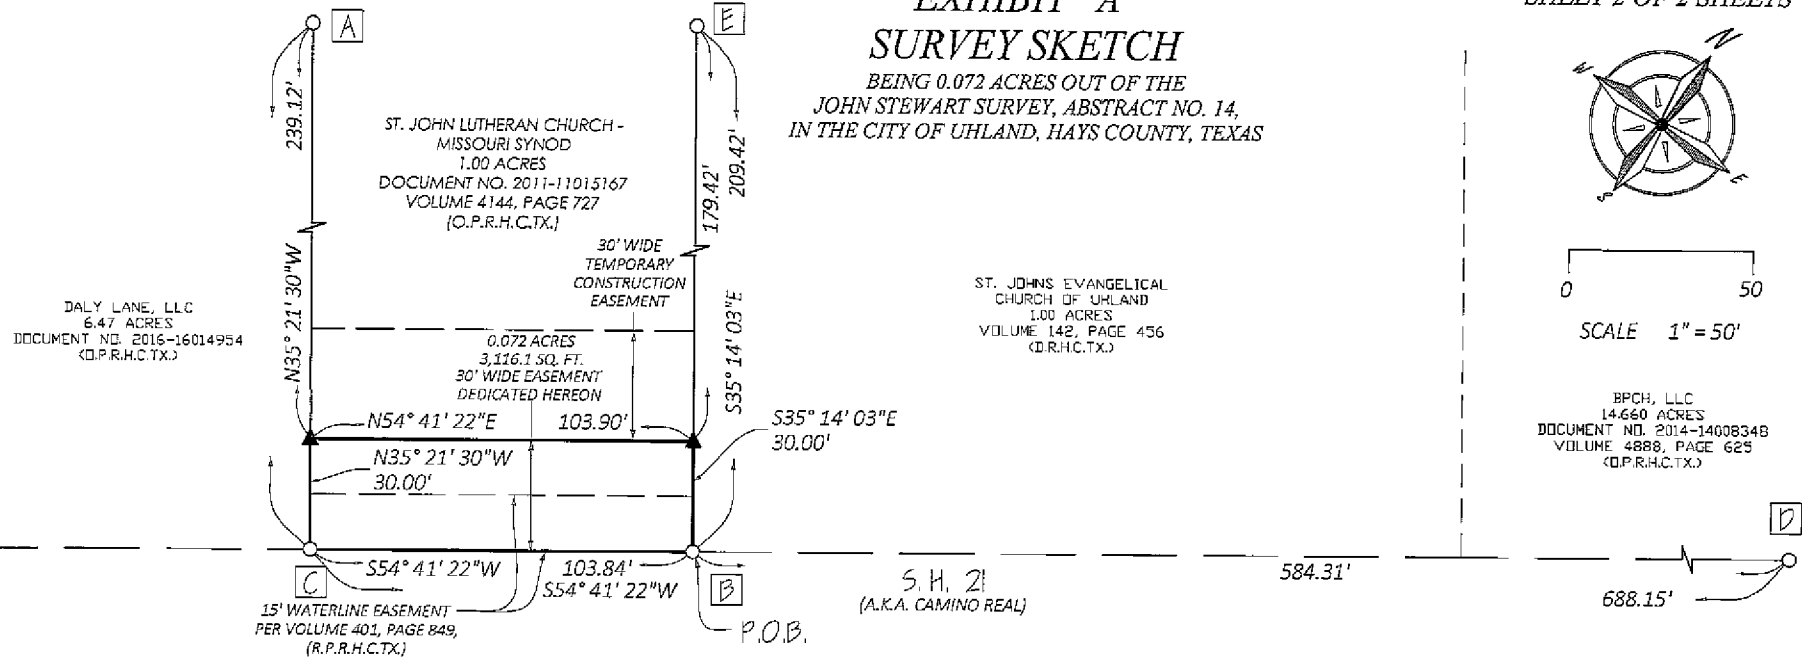 EXHIBIT "A"
SURVEY SKETCH
BEING 0.072 ACRES OUT OF THE
JOHN STEWART SURVEY, ABSTRACT NO. 14,
IN THE CITY OF UHLAND, HAYS COUNTY, TEXAS
SHEET 2 OF 2 SHEETS
A
E
239.12'
N35° 21' 30"W
ST. JOHN LUTHERAN CHURCH -
MISSOURI SYNOD
1.00 ACRES
DOCUMENT NO. 2011-11015167
VOLUME 4144, PAGE 727
(O.P.R.H.C.TX.)
179.42'
209.42'
S35° 14' 03"E
30' WIDE
TEMPORARY
CONSTRUCTION
EASEMENT
DALY LANE, LLC
6.47 ACRES
DOCUMENT NO. 2016-16014954
(O.P.R.H.C.TX.)
0.072 ACRES
3,116.1 SQ. FT.
30' WIDE EASEMENT
DEDICATED HEREON
ST. JOHNS EVANGELICAL
CHURCH OF UHLAND
1.00 ACRES
VOLUME 142, PAGE 456
(D.R.H.C.TX.)
N
W
E
S
0 50
SCALE 1" = 50'
BPCH, LLC
14.660 ACRES
DOCUMENT NO. 2014-14008348
VOLUME 4888, PAGE 625
(O.P.R.H.C.TX.)
N54° 41' 22"E 103.90'
S35° 14' 03"E
30.00'
N35° 21' 30"W
30.00'
D
S54° 41' 22"W 103.84'
S54° 41' 22"W
C
B
15' WATERLINE EASEMENT
PER VOLUME 401, PAGE 849,
(R.P.R.H.C.TX.)
P.O.B.
S.H. 21
(A.K.A. CAMINO REAL)
584.31'
688.15'